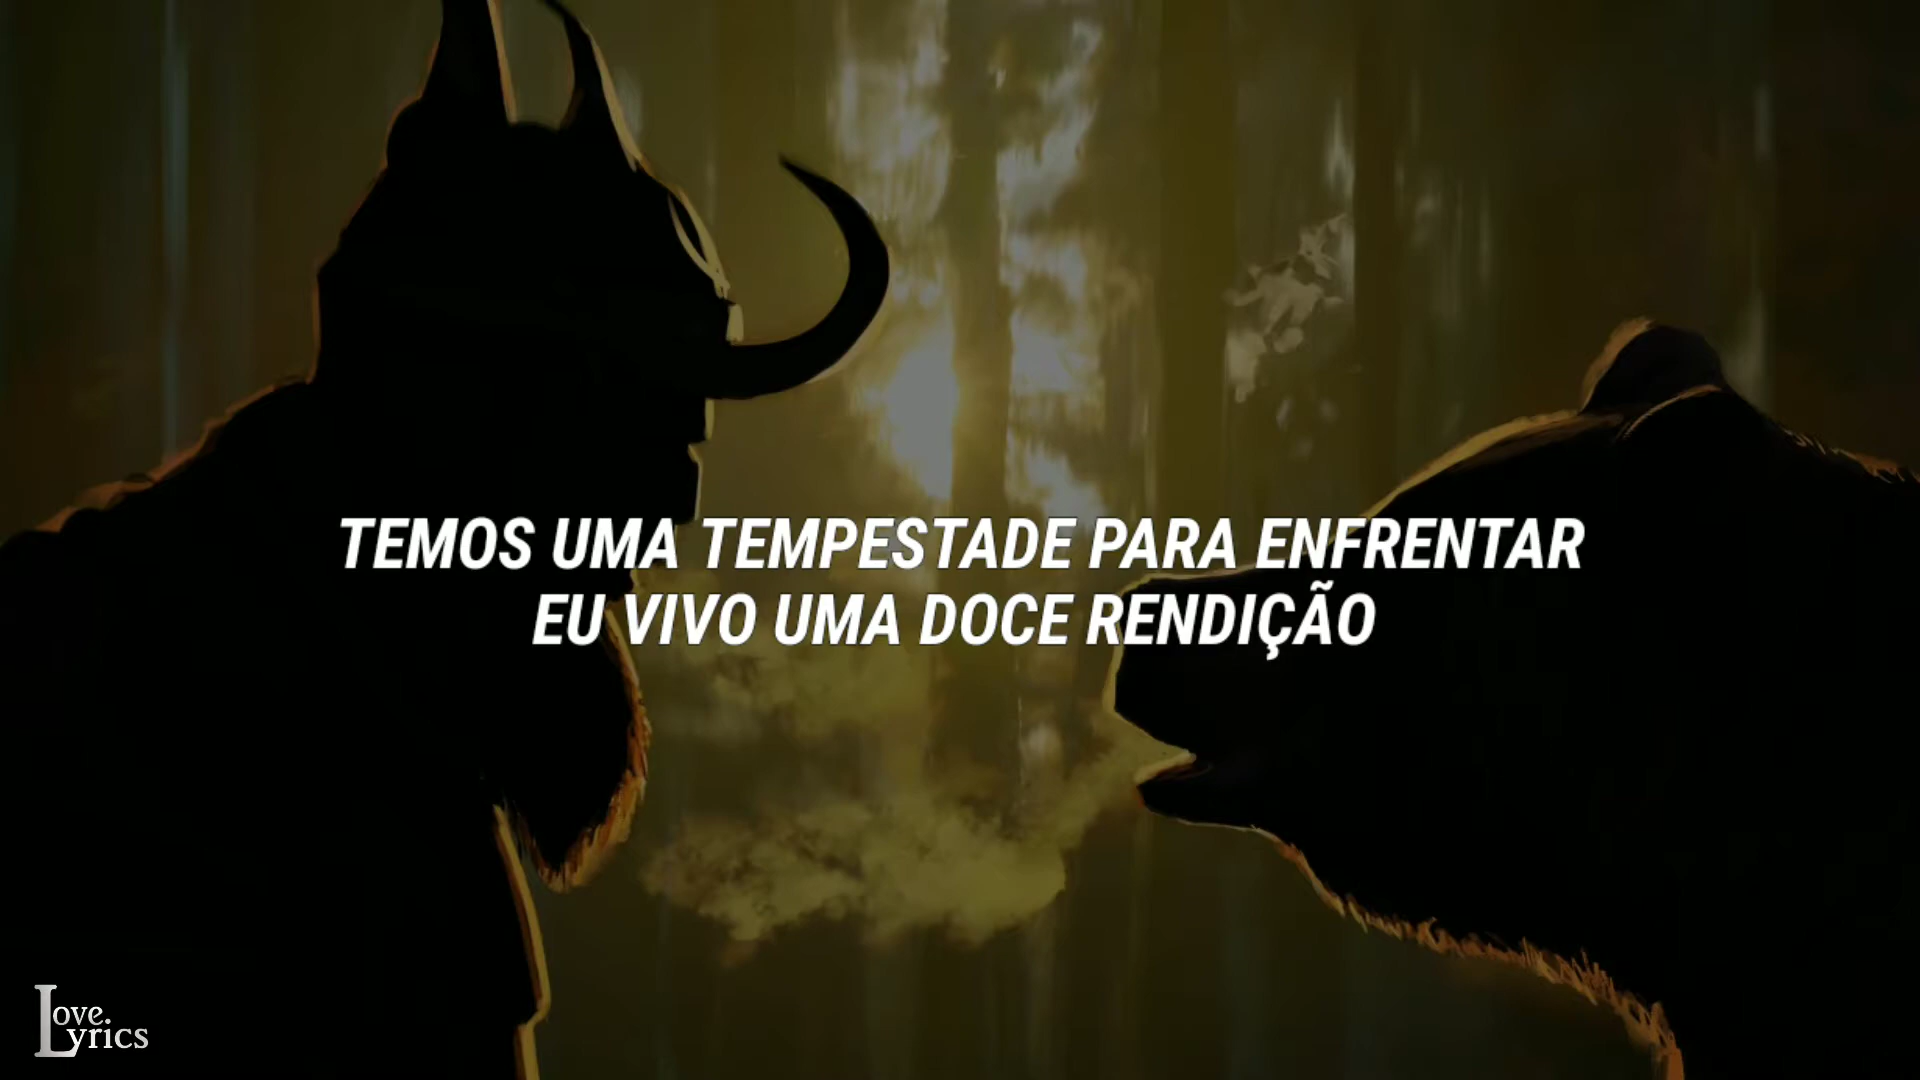 TEMOS UMA TEMPESTADE PARA ENFRENTAR
EU VIVO UMA DOCE RENDIÇÃO
Love.
Lyrics